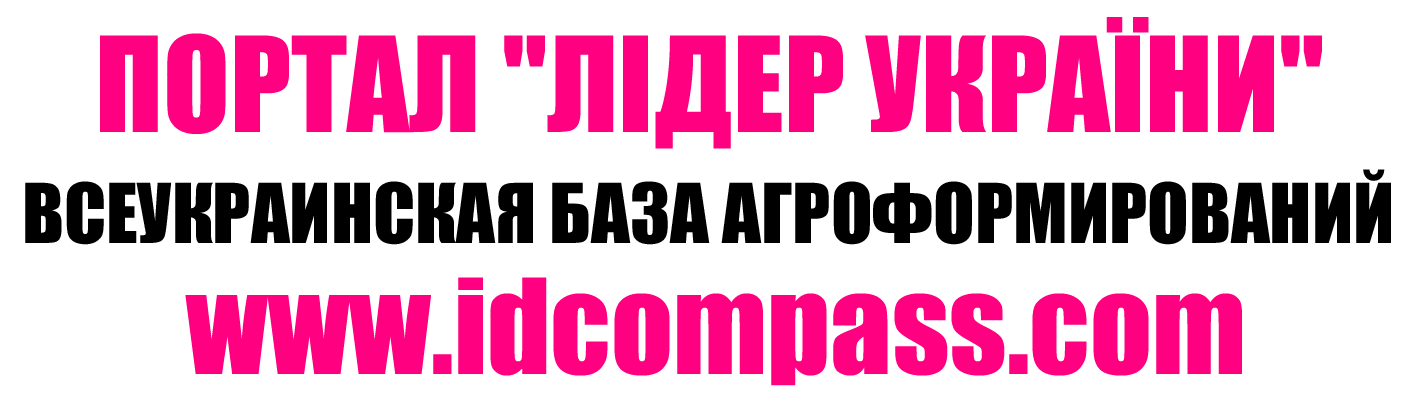 ПОРТАЛ "ЛІДЕР УКРАЇНИ"
ВСЕУКРАИНСКАЯ БАЗА АГРОФОРМИРОВАНИЙ
www.idcompass.com